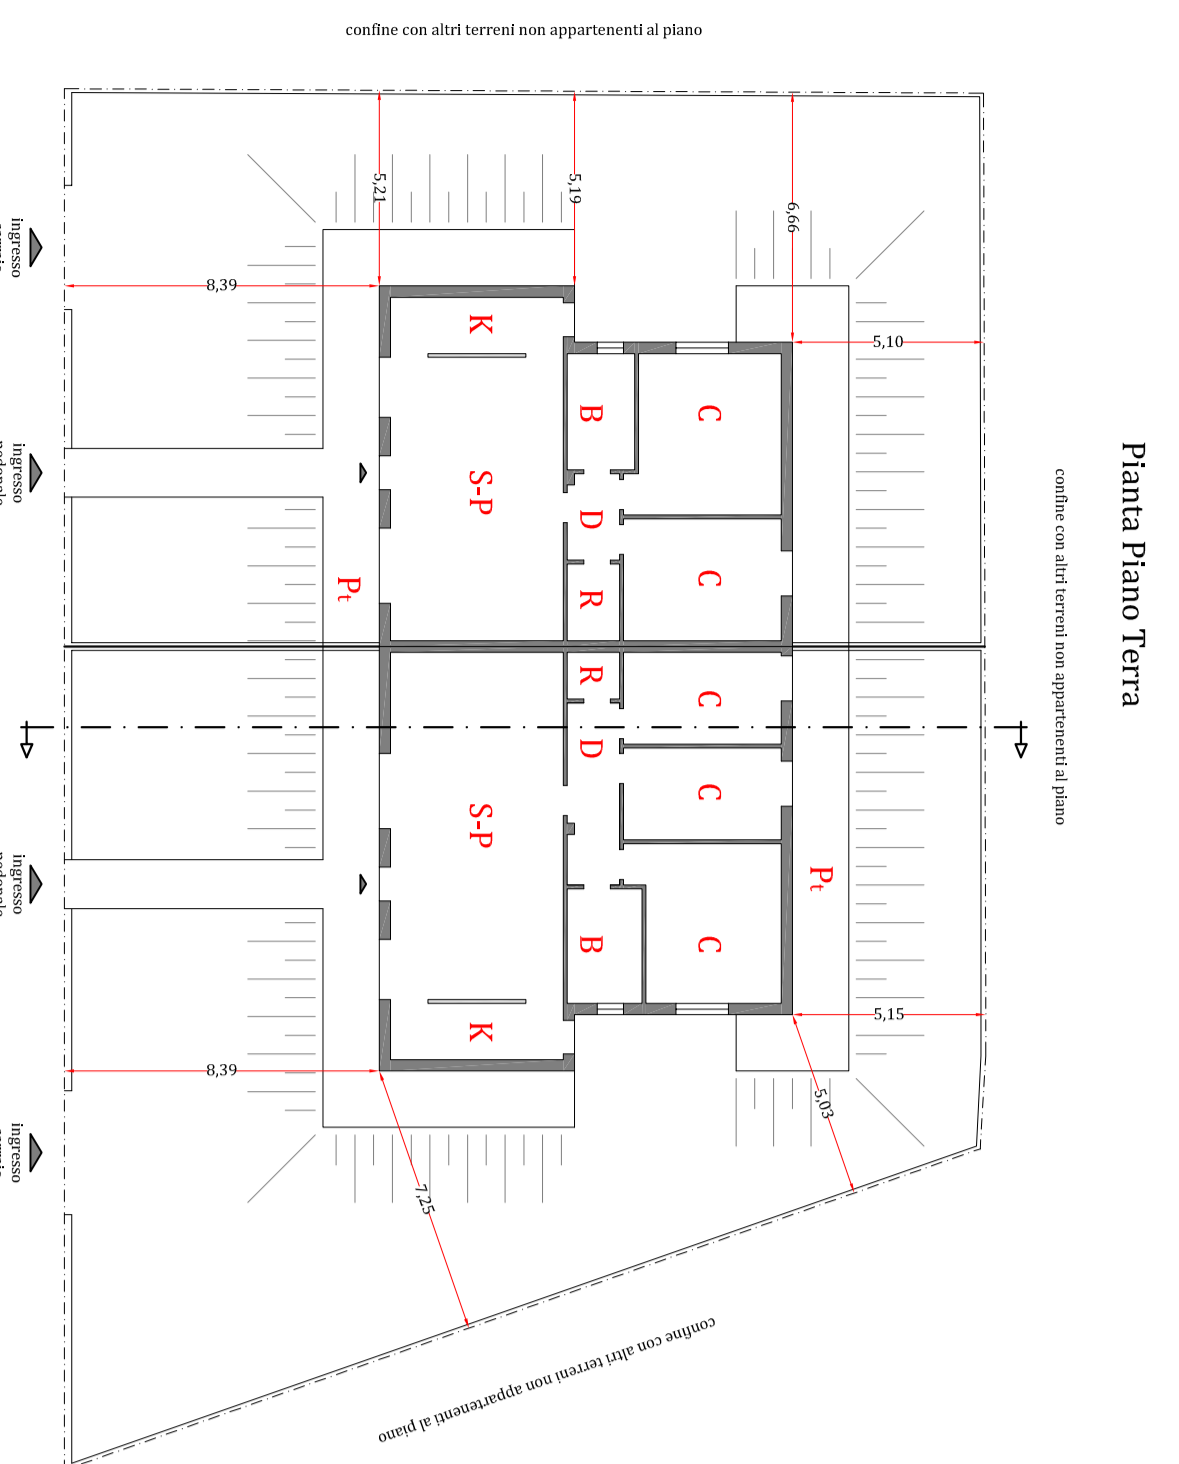 confine con altri terreni non appartenenti al piano
Pianta Piano Terra
confine con altri terreni non appartenenti al piano
5,21
5,19
6,66
8,39
5,10
K
B
C
S-P
D
C
R
Pt
R
C
D
C
S-P
Pt
B
C
K
8,39
5,15
5,03
7,25
ingresso
ingresso
ingresso
ingresso
confine con altri terreni non appartenenti al piano